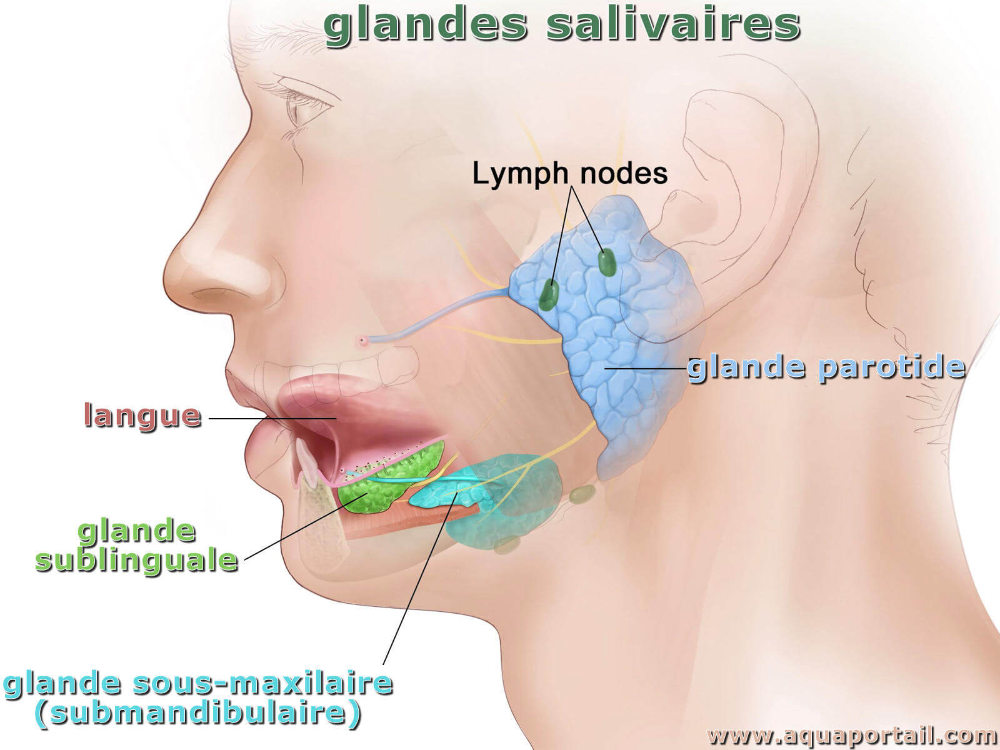 glandes salivaires
Lymph nodes
glande parotide
langue
glande
sublinguale
glande sous-maxilaire
(submandibulaire)
www.aquaportail.com